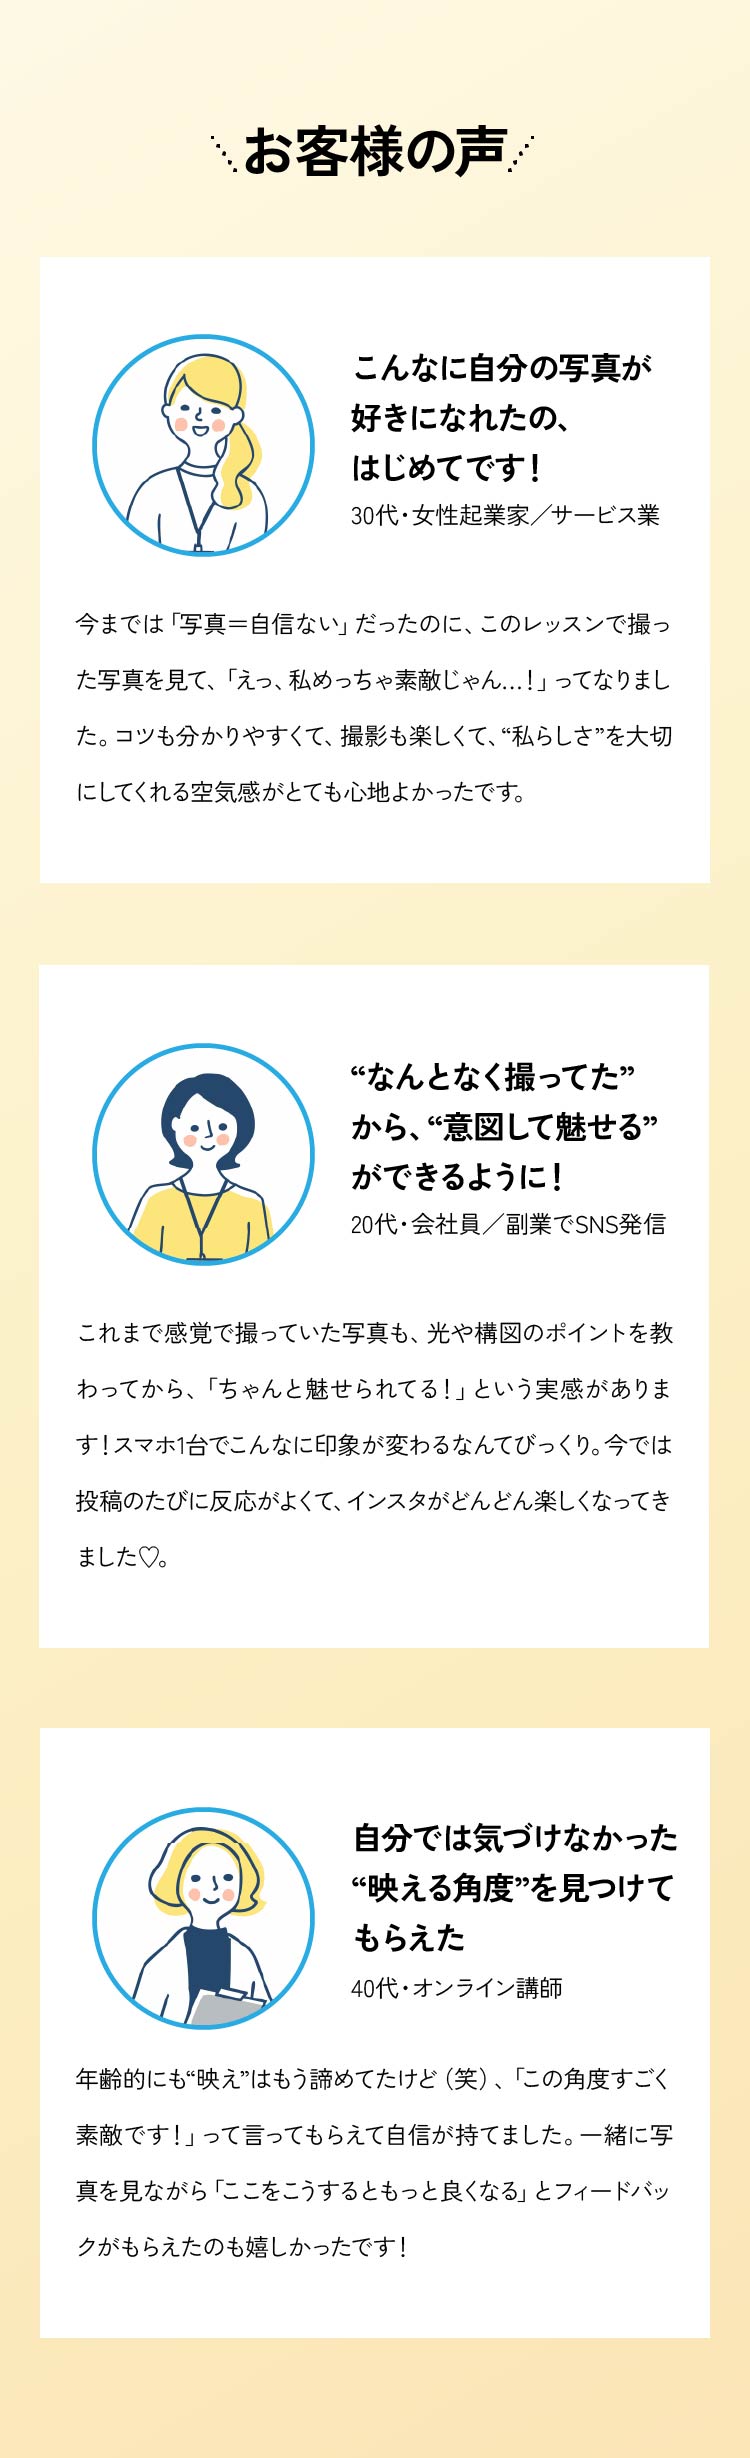 お客様の声
こんなに自分の写真が
好きになれたの、
はじめてです！
30代・女性起業家／サービス業
今までは「写真＝自信ない」だったのに、このレッスンで撮っ
た写真を見て、「えっ、私めっちゃ素敵じゃん…！」ってなりまし
た。コツも分かりやすくて、撮影も楽しくて、“私らしさ”を大切
にしてくれる空気感がとても心地よかったです。
“なんとなく撮ってた”
から、“意図して魅せる”
ができるように！
20代・会社員／副業でSNS発信
これまで感覚で撮っていた写真も、光や構図のポイントを教
わってから、「ちゃんと魅せられてる！」という実感がありま
す！スマホ1台でこんなに印象が変わるなんてびっくり。今では
投稿のたびに反応がよくて、インスタがどんどん楽しくなってき
ました♡。
自分では気づけなかった
“映える角度”を見つけて
もらえた
40代・オンライン講師
年齢的にも“映え”はもう諦めてたけど（笑）、「この角度すごく
素敵です！」って言ってもらえて自信が持てました。一緒に写
真を見ながら「ここをこうするともっと良くなる」とフィードバッ
クがもらえたのも嬉しかったです！